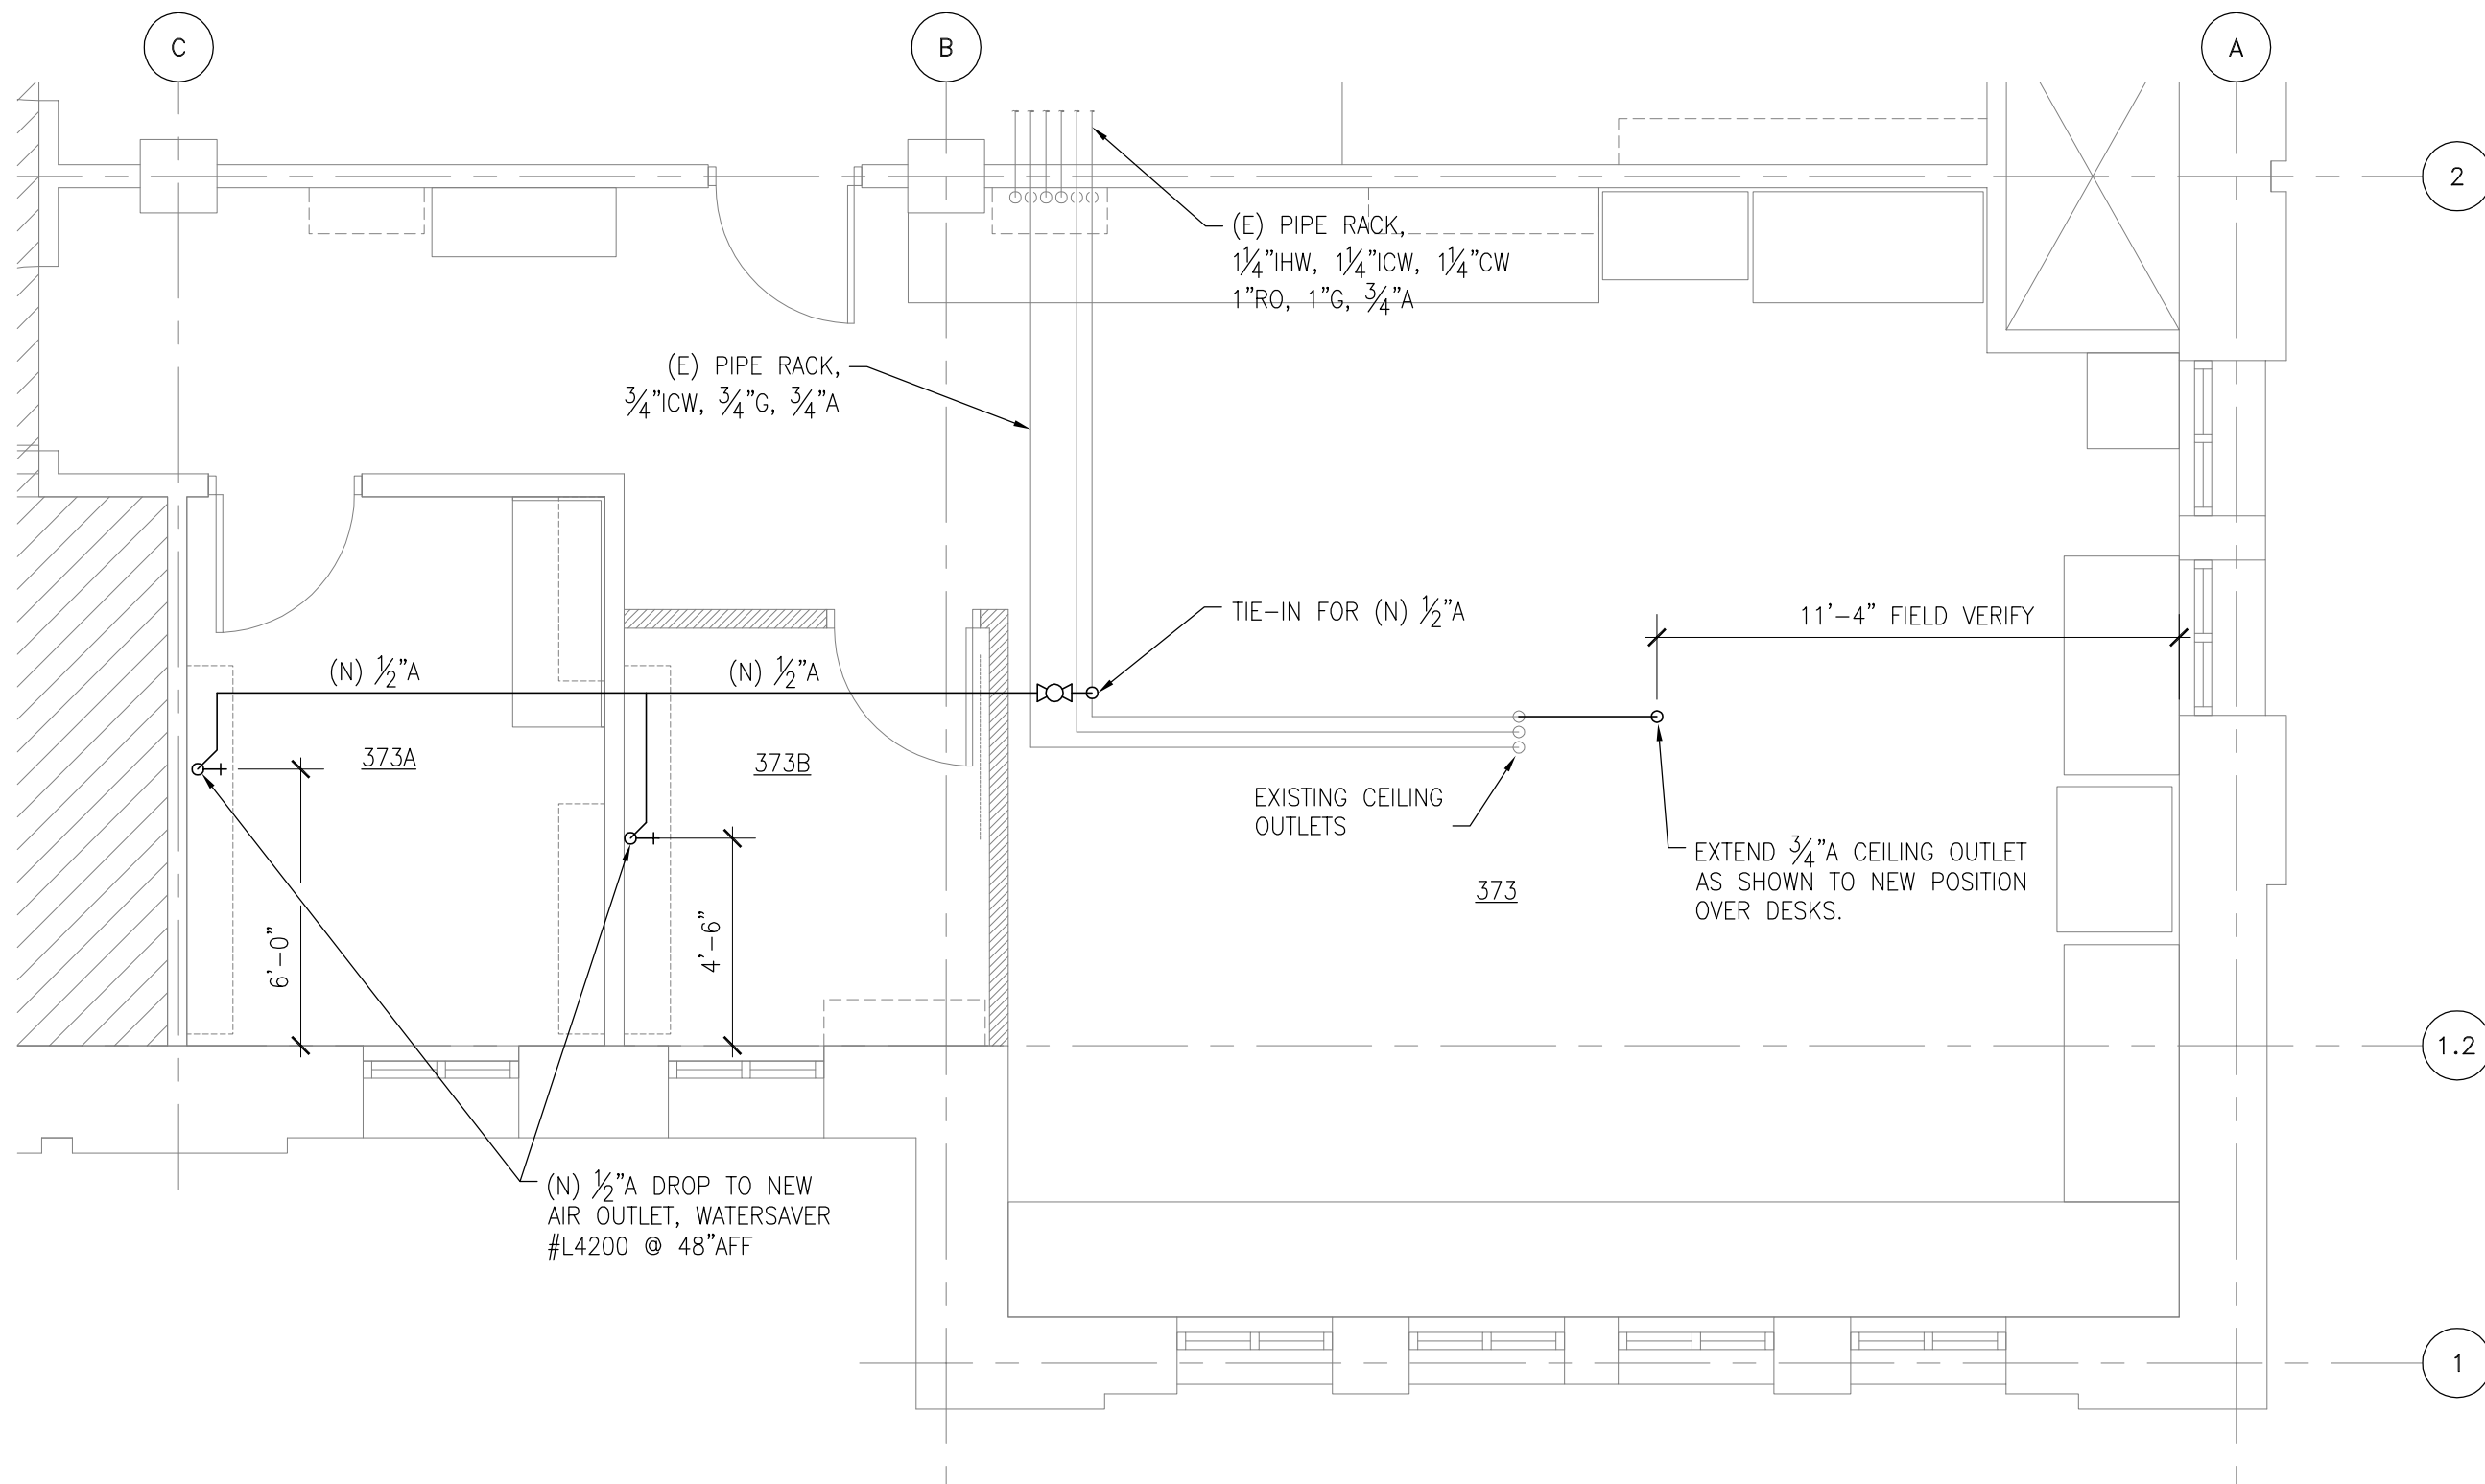 C
B
A
2
(E) PIPE RACK,
1¼"IHW, 1¼"ICW, 1¼"CW
1"RO, 1"G, ¾"A
(E) PIPE RACK,
¾"ICW, ¾"G, ¾"A
TIE-IN FOR (N) ½"A
11'-4" FIELD VERIFY
(N) ½"A
(N) ½"A
373A
373B
EXISTING CEILING
OUTLETS
EXTEND ¾"A CEILING OUTLET
AS SHOWN TO NEW POSITION
OVER DESKS.
373
6'-0"
4'-6"
1.2
(N) ½"A DROP TO NEW
AIR OUTLET, WATERSAVER
#L4200 @ 48"AFF
1